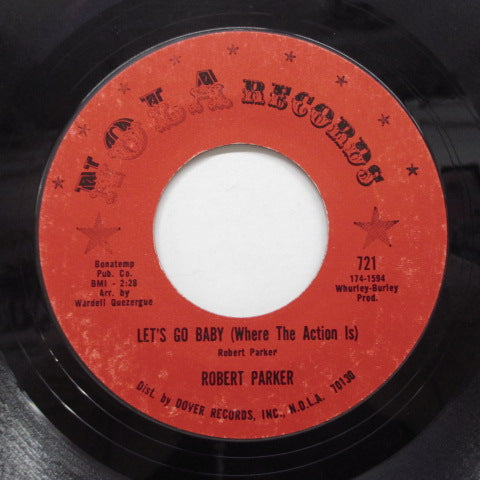 NOLA RECORDS
Bonatemp
Pub. Co.
BMI - 2:28
Arr. by
Wardell Quezergue
721
174-1594
Whurley-Burley
Prod.
LET'S GO BABY (Where The Action Is)
Robert Parker
ROBERT PARKER
Dist. by DOVER RECORDS, INC., N.O.L.A. 70130